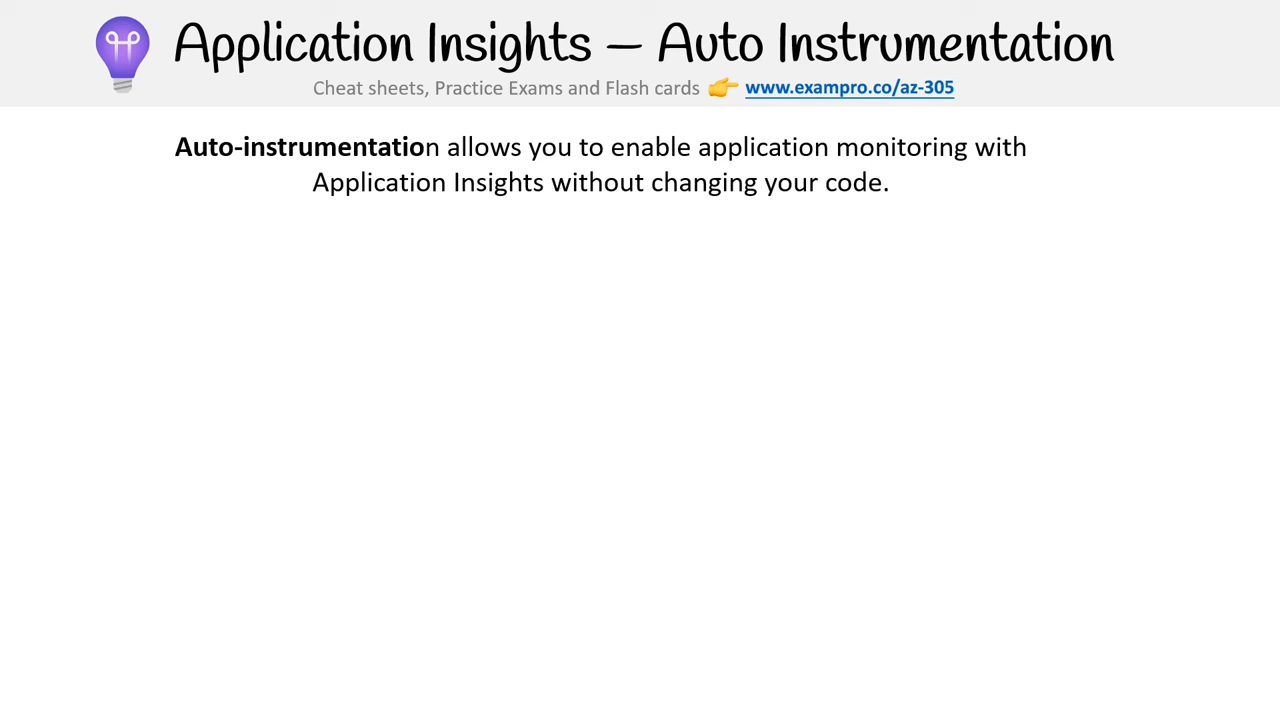 Application Insights — Auto Instrumentation
Cheat sheets, Practice Exams and Flash cards 👉 www.exampro.co/az-305
Auto-instrumentation allows you to enable application monitoring with
Application Insights without changing your code.